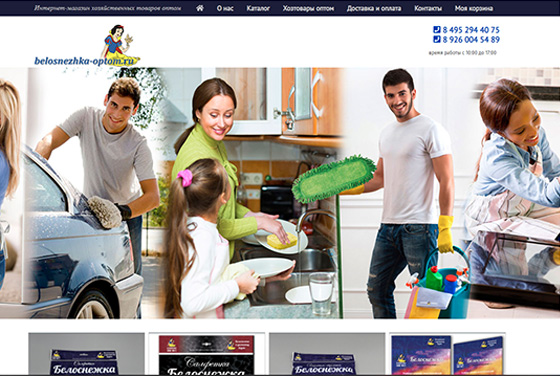 Интернет-магазин хозяйственных товаров оптом
О нас Каталог Хозтовары оптом Доставка и оплата Контакты Моя корзина
belosnezhka-optom.ru
8 495 294 40 75
8 926 004 54 89
время работы с 10:00 до 17:00
Белоснежка
Салфетки
Белоснежка
Белоснежка
Белоснежка